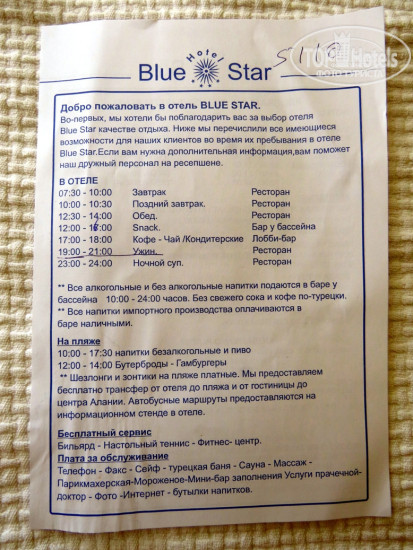 Hotel
Blue Star
5118
TOP Hotels
Добро пожаловать в отель BLUE STAR.
Во-первых, мы хотели бы поблагодарить вас за выбор отеля
Blue Star качестве отдыха. Ниже мы перечислили все имеющиеся
возможности для наших клиентов во время их пребывания в отеле
Blue Star.Если вам нужна дополнительная информация,вам поможет
наш дружный персонал на ресепшене.
В ОТЕЛЕ
07:30 - 10:00 Завтрак Ресторан
10:00 - 10:30 Поздний завтрак. Ресторан
12:30 - 14:00 Обед. Ресторан
12:00 - 16:00 Snack. Бар у бассейна
17:00 - 18:00 Кофе - Чай /Кондитерские Лобби-бар
19:00 - 21:00 Ужин. Ресторан
23:00 - 24:00 Ночной суп. Ресторан
** Все алкогольные и без алкогольные напитки подаются в баре у
бассейна 10:00 - 24:00 часов. Без свежего сока и кофе по-турецки.
** Все напитки импортного производства оплачиваются в
баре наличными.
На пляже
10:00 - 17:30 напитки безалкогольные и пиво
12:00 - 14:00 Бутерброды - Гамбургеры
** Шезлонги и зонтики на пляже платные. Мы предоставляем
бесплатно трансфер от отеля до пляжа и от гостиницы до
центра Алании. Автобусные маршруты предоставляются на
информационном стенде в отеле.
Бесплатный сервис
Бильярд - Настольный теннис - Фитнес- центр.
Плата за обслуживание
Телефон - Факс - Сейф - турецкая баня - Сауна - Массаж -
Парикмахерская-Мороженое-Мини-бар заполнения Услуги прачечной-
доктор - Фото -Интернет - бутылки напитков.